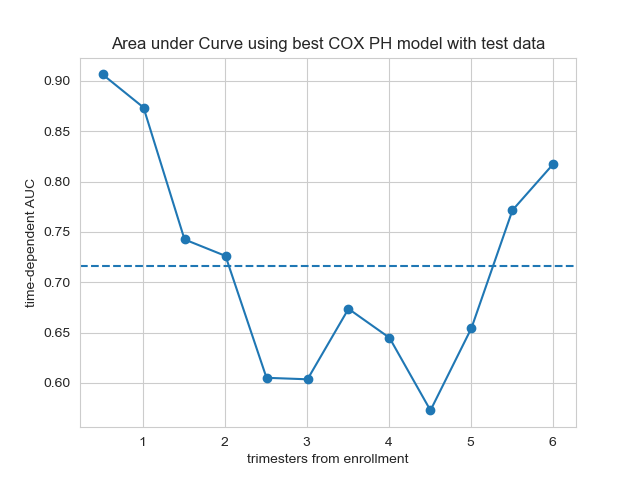 Area under Curve using best COX PH model with test data
time-dependent AUC
0.90
0.85
0.80
0.75
0.70
0.65
0.60
1 2 3 4 5 6
trimesters from enrollment